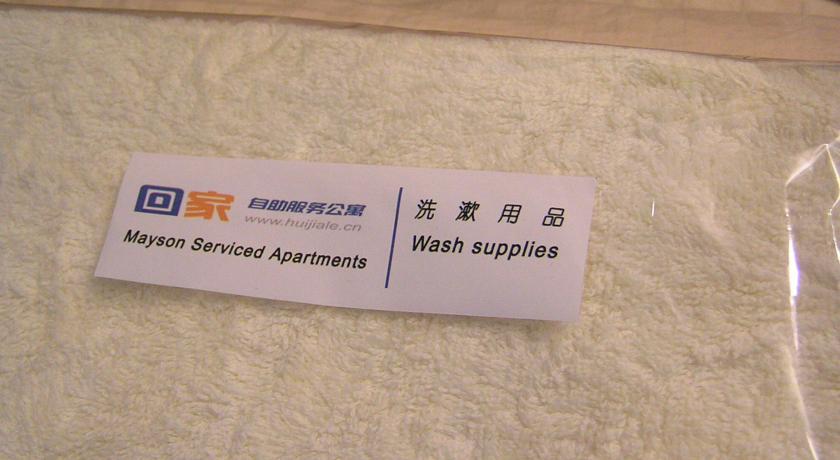 回家 自助服务公寓
www.huijiale.cn
Mayson Serviced Apartments
洗漱用品
Wash supplies